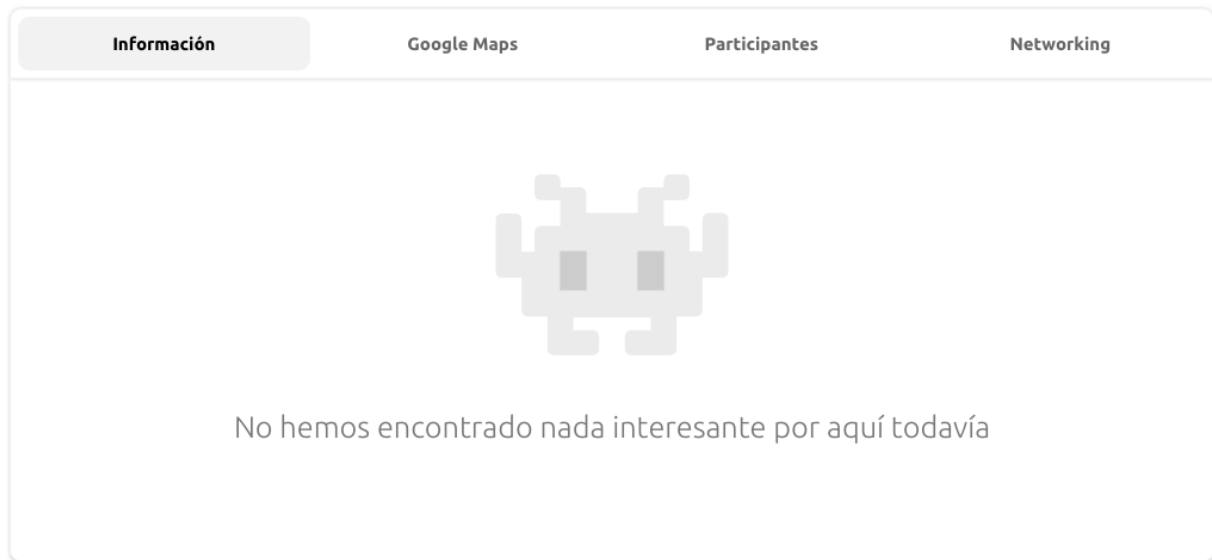 Información
Google Maps
Participantes
Networking
No hemos encontrado nada interesante por aquí todavía